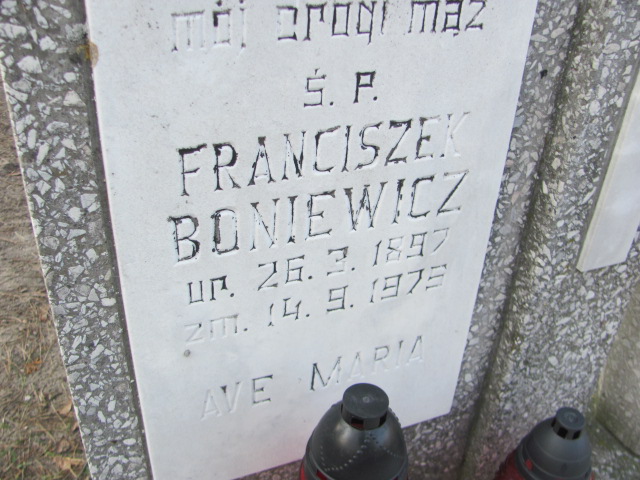 mój drogi mąż
Ś. P.
FRANCISZEK
BONIEWICZ
ur. 26. 3. 1897
zm. 14. 9. 1979
AVE MARIA